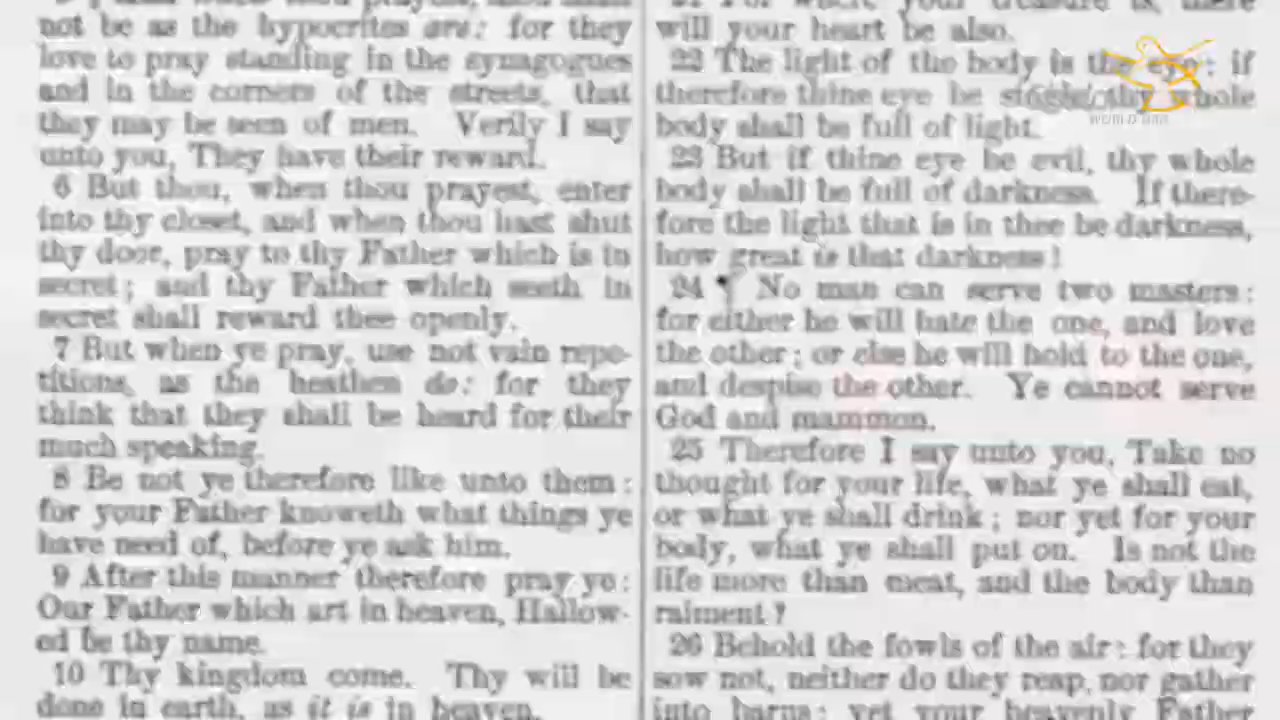 not be as the hypocrites are: for they
love to pray standing in the synagogues
and in the corners of the streets, that
they may be seen of men. Verily I say
unto you, They have their reward.
6 But thou, when thou prayest, enter
into thy closet, and when thou hast shut
thy door, pray to thy Father which is in
secret; and thy Father which seeth in
secret shall reward thee openly.
7 But when ye pray, use not vain repe-
titions, as the heathen do: for they
think that they shall be heard for their
much speaking.
8 Be not ye therefore like unto them:
for your Father knoweth what things ye
have need of, before ye ask him.
9 After this manner therefore pray ye:
Our Father which art in heaven, Hallow-
ed be thy name.
10 Thy kingdom come. Thy will be
done in earth, as it is in heaven.
21 For where your treasure is, there
will your heart be also.
22 The light of the body is the eye: if
therefore thine eye be single, thy whole
body shall be full of light.
23 But if thine eye be evil, thy whole
body shall be full of darkness. If there-
fore the light that is in thee be darkness,
how great is that darkness!
24 ¶ No man can serve two masters:
for either he will hate the one, and love
the other; or else he will hold to the one,
and despise the other. Ye cannot serve
God and mammon.
25 Therefore I say unto you, Take no
thought for your life, what ye shall eat,
or what ye shall drink; nor yet for your
body, what ye shall put on. Is not the
life more than meat, and the body than
raiment?
26 Behold the fowls of the air: for they
sow not, neither do they reap, nor gather
into barns; yet your heavenly Father
WORLD